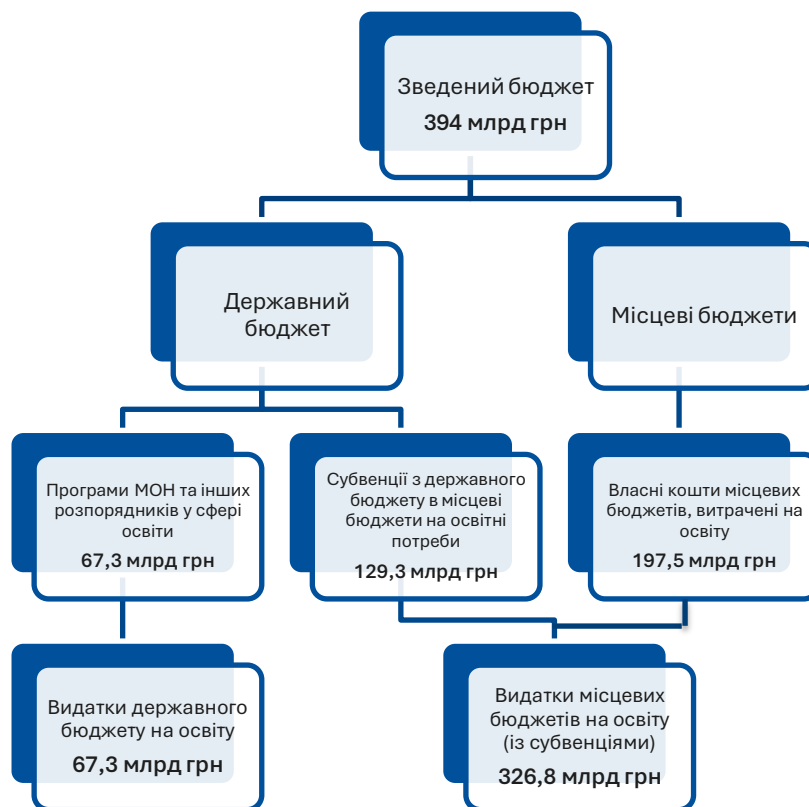 Зведений бюджет
394 млрд грн
Державний
бюджет
Місцеві бюджети
Програми МОН та інших
розпорядників у сфері
освіти
67,3 млрд грн
Субвенції з державного
бюджету в місцеві
бюджети на освітні
потреби
129,3 млрд грн
Власні кошти місцевих
бюджетів, витрачені на
освіту
197,5 млрд грн
Видатки державного
бюджету на освіту
67,3 млрд грн
Видатки місцевих
бюджетів на освіту
(із субвенціями)
326,8 млрд грн